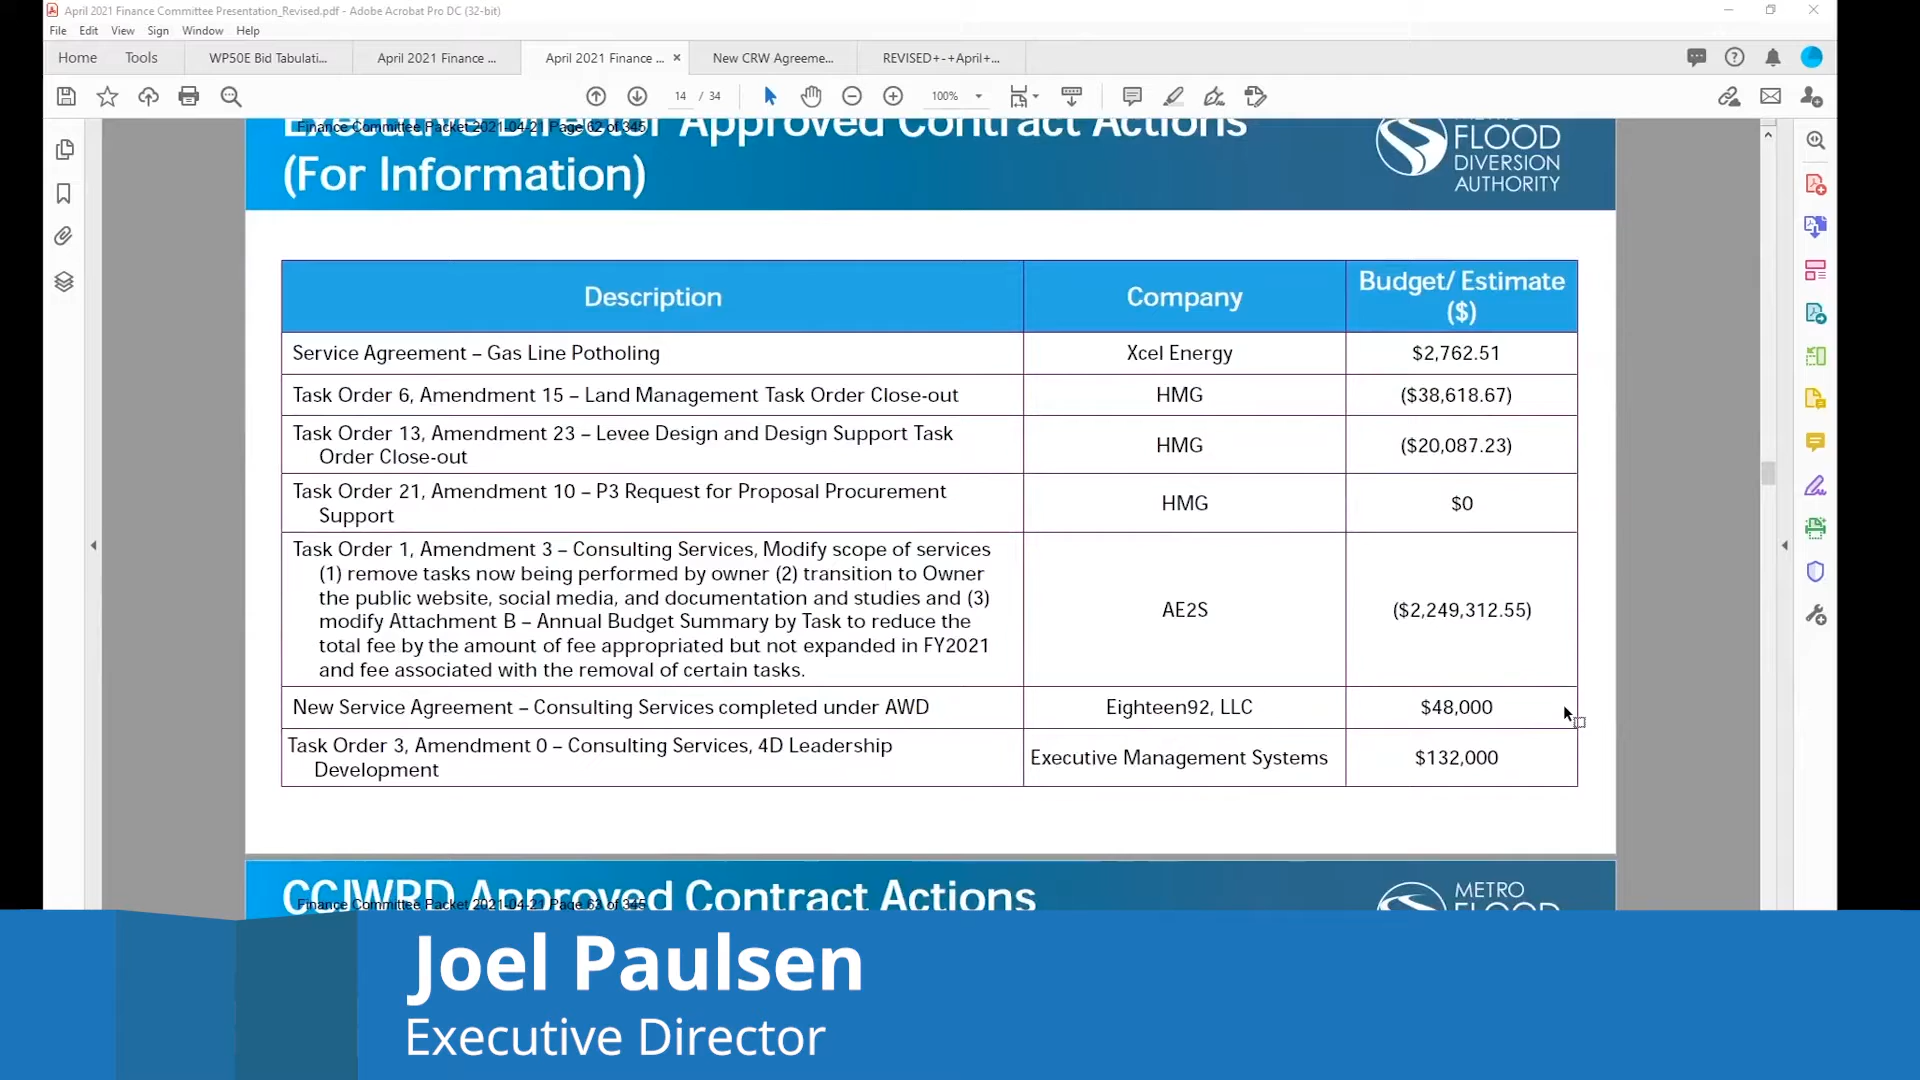 April 2021 Finance Committee Presentation_Revised.pdf - Adobe Acrobat Pro DC (32-bit)
File Edit View Sign Window Help
Home Tools WP50E Bid Tabulati... April 2021 Finance ... April 2021 Finance ... × New CRW Agreeme... REVISED+-+April+...
14 / 34 100%
Approved Contract Actions
Finance Committee Packet 2021-04-21 Page 62 of 345
(For Information)
METRO
FLOOD
DIVERSION
AUTHORITY
Description Company Budget/ Estimate
($)
Service Agreement – Gas Line Potholing Xcel Energy $2,762.51
Task Order 6, Amendment 15 – Land Management Task Order Close-out HMG ($38,618.67)
Task Order 13, Amendment 23 – Levee Design and Design Support Task
Order Close-out HMG ($20,087.23)
Task Order 21, Amendment 10 – P3 Request for Proposal Procurement
Support HMG $0
Task Order 1, Amendment 3 – Consulting Services, Modify scope of services
(1) remove tasks now being performed by owner (2) transition to Owner
the public website, social media, and documentation and studies and (3)
modify Attachment B – Annual Budget Summary by Task to reduce the
total fee by the amount of fee appropriated but not expanded in FY2021
and fee associated with the removal of certain tasks. AE2S ($2,249,312.55)
New Service Agreement – Consulting Services completed under AWD Eighteen92, LLC $48,000
Task Order 3, Amendment 0 – Consulting Services, 4D Leadership
Development Executive Management Systems $132,000
CCJWRD Approved Contract Actions
Finance Committee Packet 2021-04-21 Page 63 of 345
METRO
FLOOD
Joel Paulsen
Executive Director